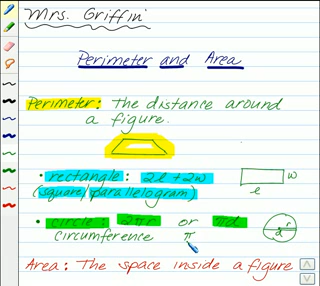 Mrs. Griffin
Perimeter and Area
Perimeter: The distance around
a figure.
• rectangle: 2l + 2w
w
(square/parallelogram)
l
• circle: 2πr or πd
r
d
circumference
π
Area: The space inside a figure